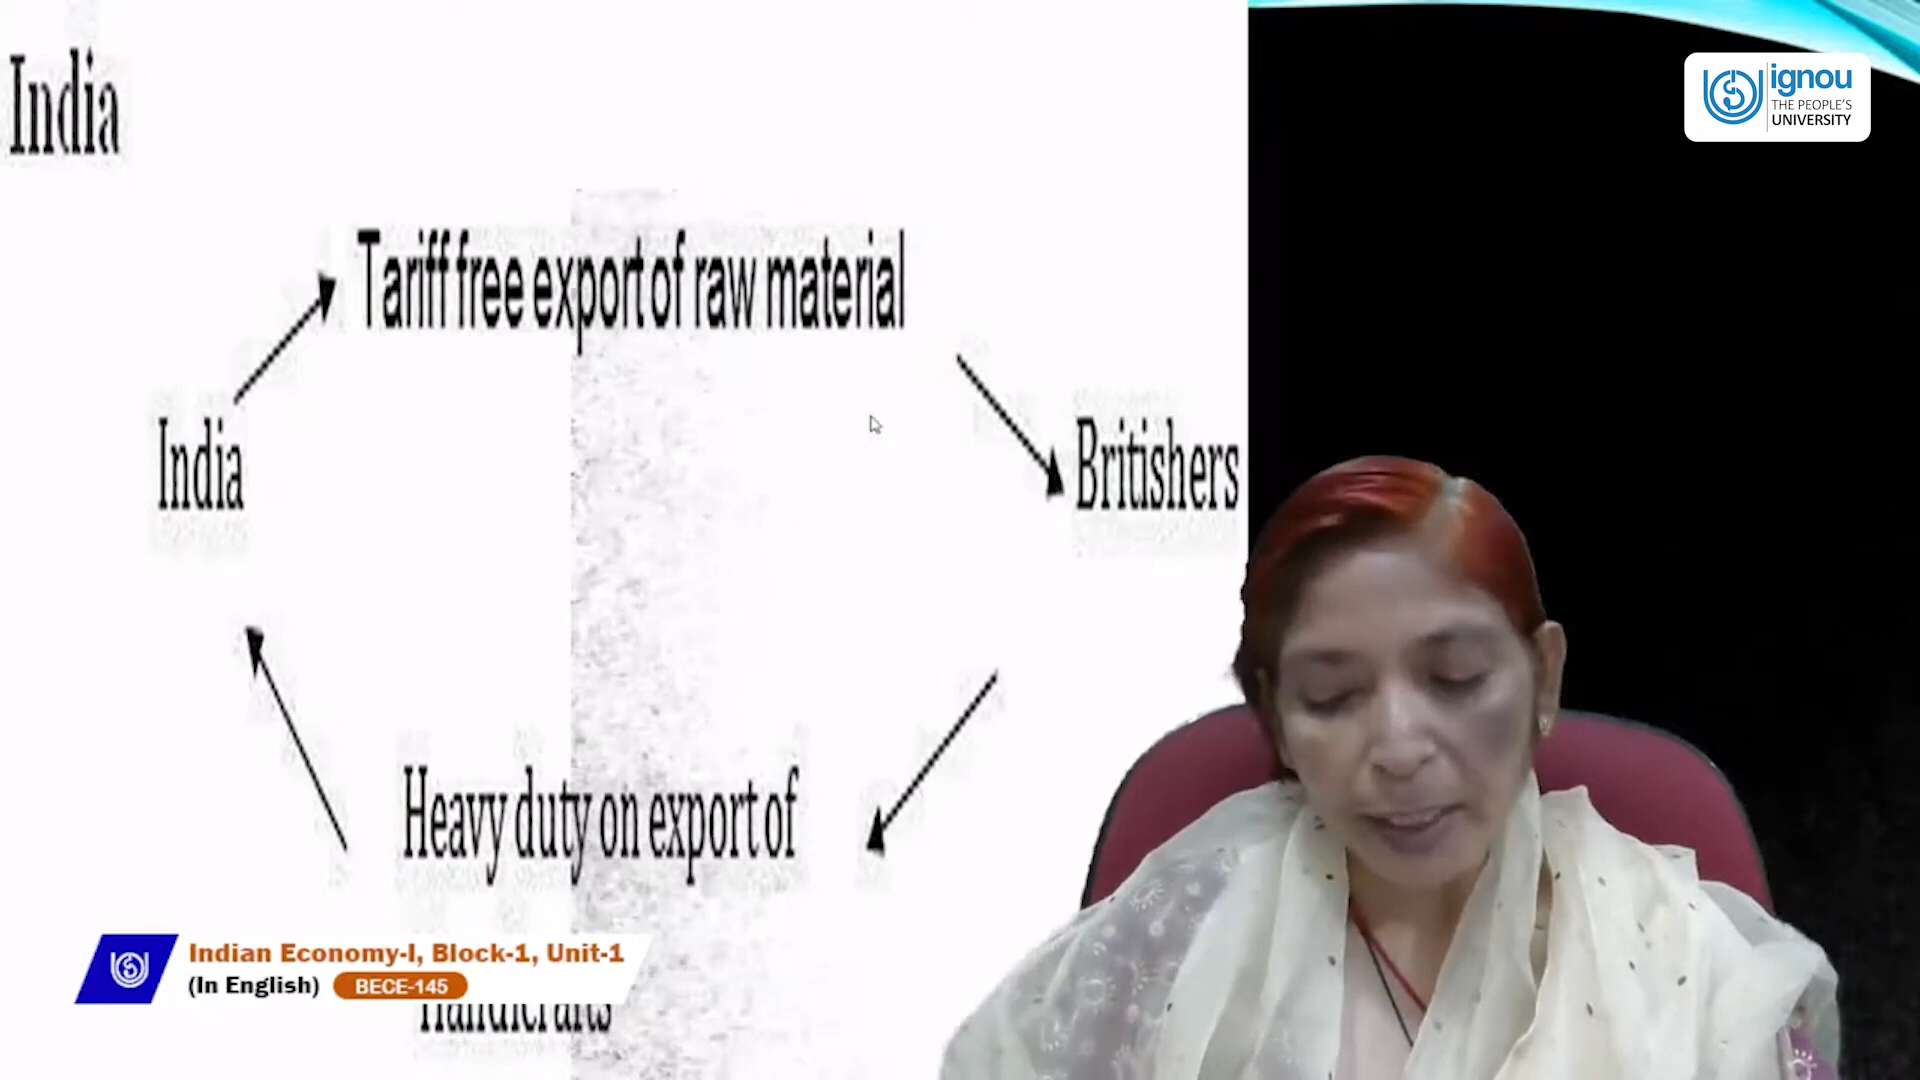 India
ignou
THE PEOPLE'S
UNIVERSITY
Tariff free export of raw material
India
Britishers
Heavy duty on export of
Handicrafts
Indian Economy-I, Block-1, Unit-1
(In English) BECE-145